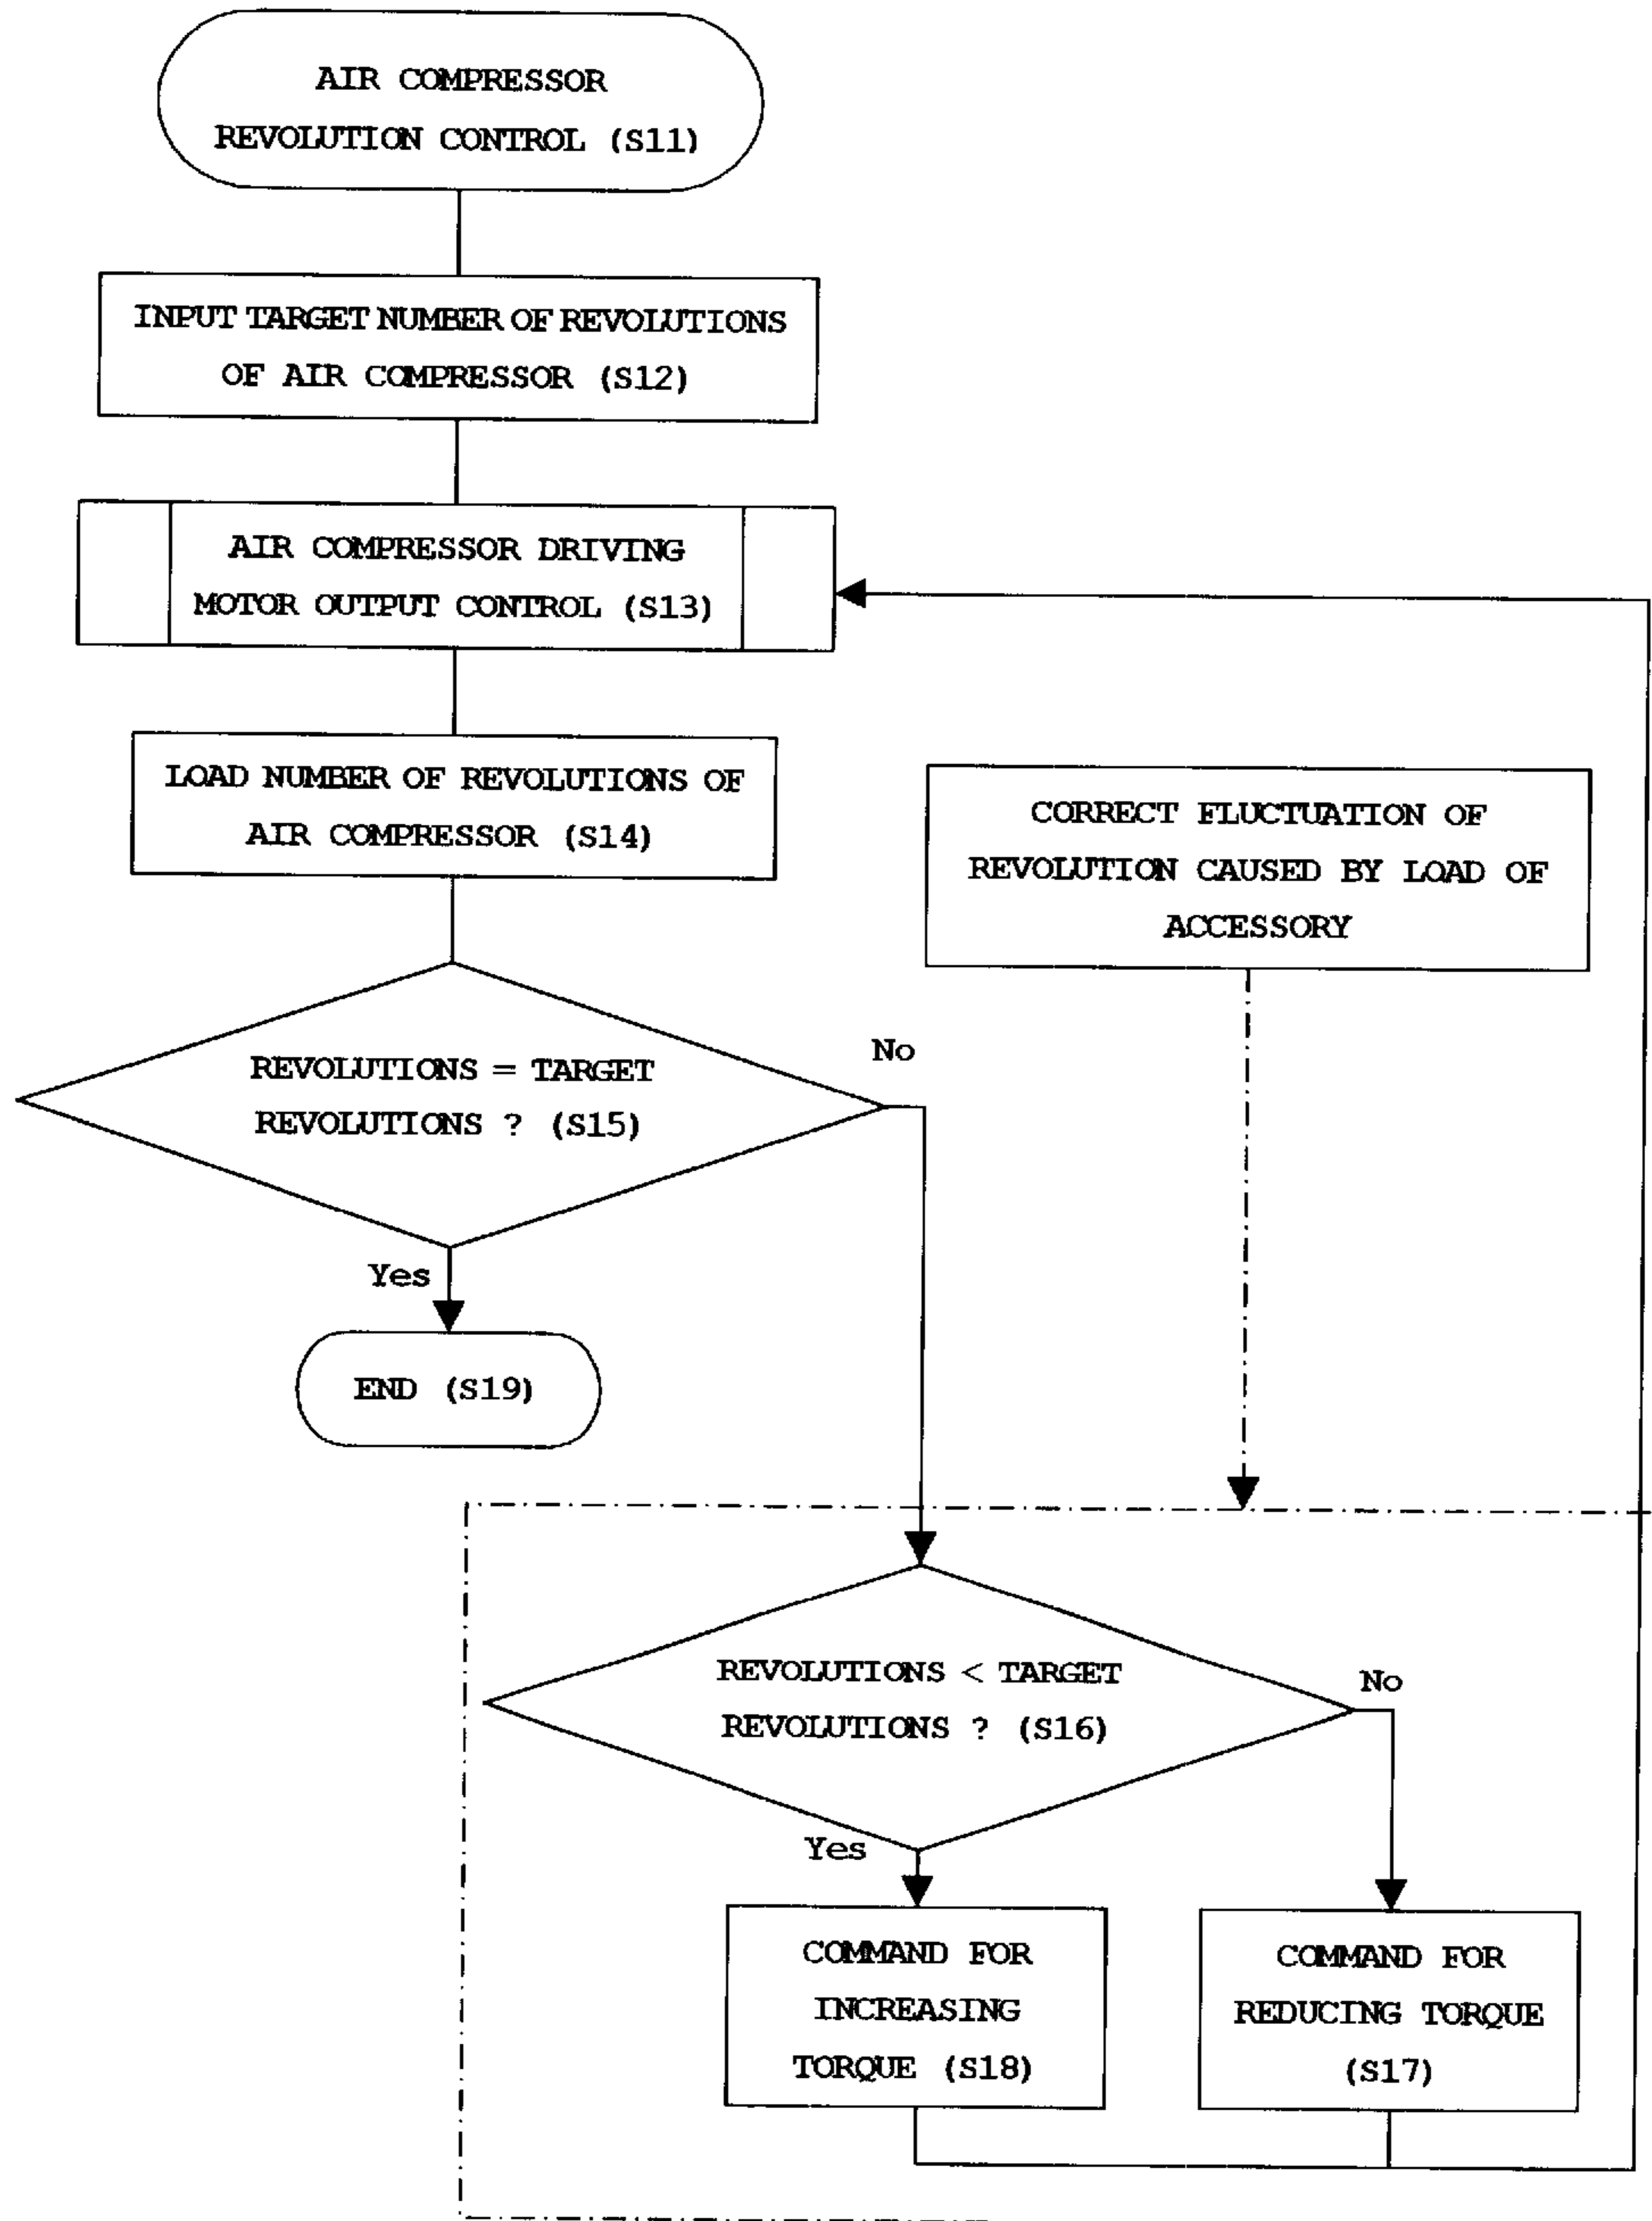 AIR COMPRESSOR
REVOLUTION CONTROL (S11)
INPUT TARGET NUMBER OF REVOLUTIONS
OF AIR COMPRESSOR (S12)
AIR COMPRESSOR DRIVING
MOTOR OUTPUT CONTROL (S13)
LOAD NUMBER OF REVOLUTIONS OF
AIR COMPRESSOR (S14)
CORRECT FLUCTUATION OF
REVOLUTION CAUSED BY LOAD OF
ACCESSORY
REVOLUTIONS = TARGET
REVOLUTIONS ? (S15)
No
Yes
END (S19)
REVOLUTIONS < TARGET
REVOLUTIONS ? (S16)
No
Yes
COMMAND FOR
INCREASING
TORQUE (S18)
COMMAND FOR
REDUCING TORQUE
(S17)